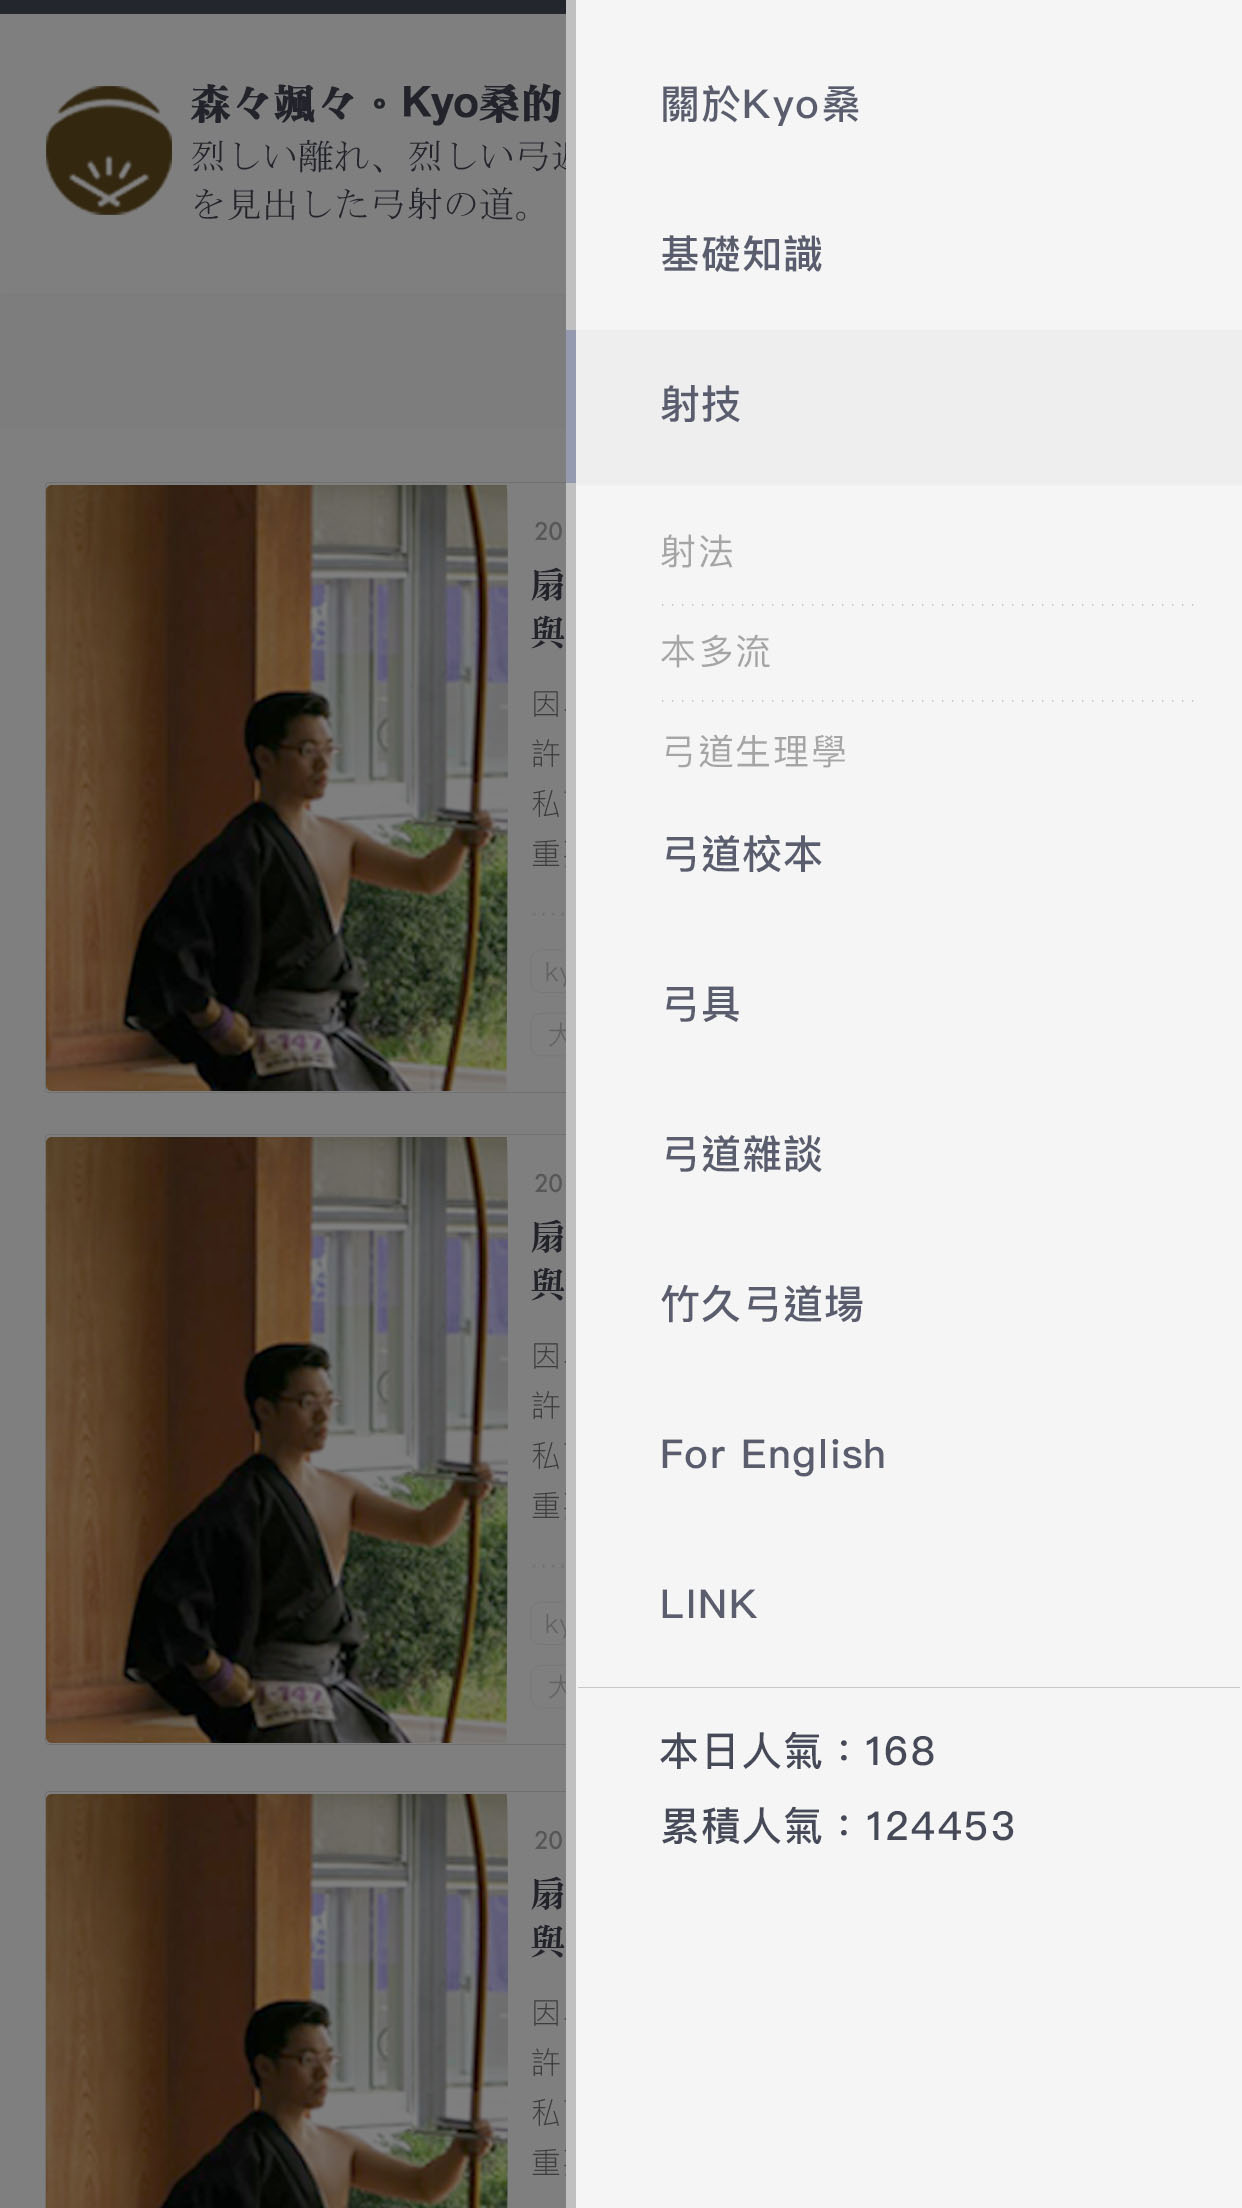 森々颯々。Kyo桑的
烈しい離れ、烈しい弓返
を見出した弓射の道。
20
扇
與
因
許
私
重
ky
大
147
20
扇
與
因
許
私
重
ky
大
147
20
扇
與
因
許
私
重
關於Kyo桑
基礎知識
射技
射法
本多流
弓道生理學
弓道校本
弓具
弓道雜談
竹久弓道場
For English
LINK
本日人氣：168
累積人氣：124453